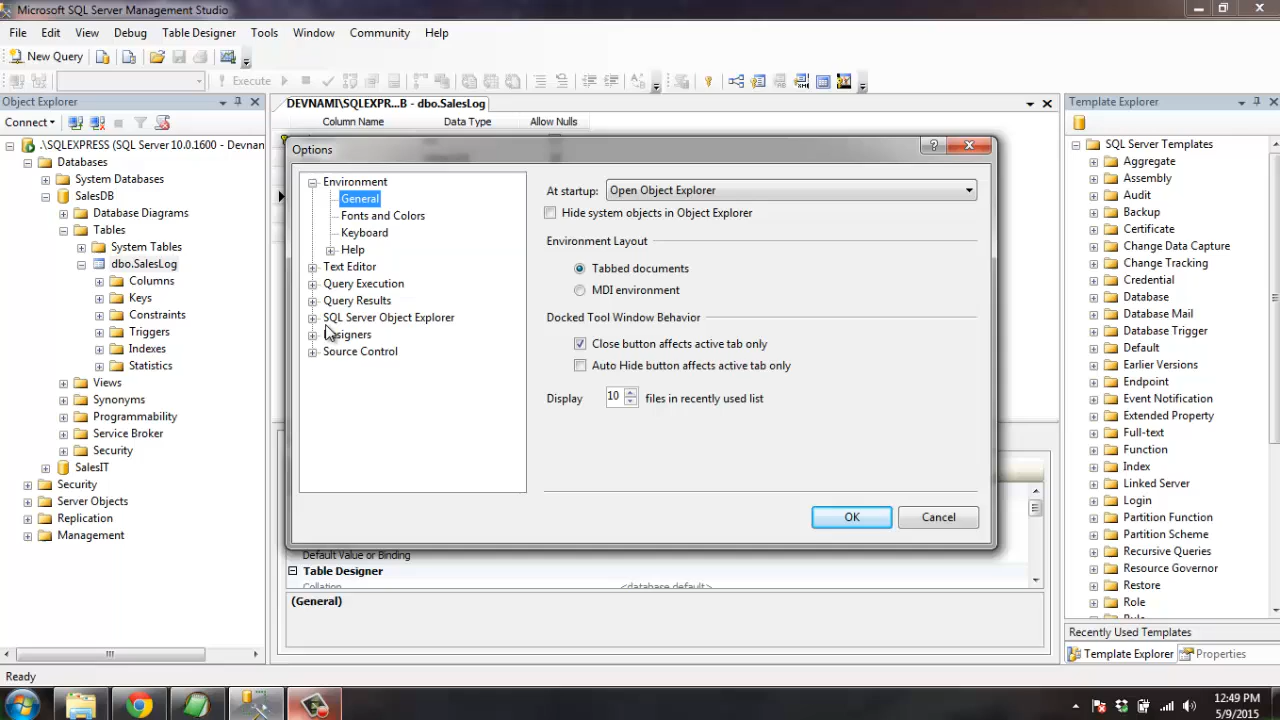 Microsoft SQL Server Management Studio
File Edit View Debug Table Designer Tools Window Community Help
New Query
Execute
Object Explorer
Connect
.\SQLEXPRESS (SQL Server 10.0.1600 - Devnan
Databases
System Databases
SalesDB
Database Diagrams
Tables
System Tables
dbo.SalesLog
Columns
Keys
Constraints
Triggers
Indexes
Statistics
Views
Synonyms
Programmability
Service Broker
Security
SalesIT
Security
Server Objects
Replication
Management
DEVNAMI\SQLEXPR...B - dbo.SalesLog
Column Name Data Type Allow Nulls
Options
Environment
General
Fonts and Colors
Keyboard
Help
Text Editor
Query Execution
Query Results
SQL Server Object Explorer
Designers
Source Control
At startup: Open Object Explorer
Hide system objects in Object Explorer
Environment Layout
Tabbed documents
MDI environment
Docked Tool Window Behavior
Close button affects active tab only
Auto Hide button affects active tab only
Display 10 files in recently used list
OK Cancel
Default Value or Binding
Table Designer
Collation <database default>
(General)
Template Explorer
SQL Server Templates
Aggregate
Assembly
Audit
Backup
Certificate
Change Data Capture
Change Tracking
Credential
Database
Database Mail
Database Trigger
Default
Earlier Versions
Endpoint
Event Notification
Extended Property
Full-text
Function
Index
Linked Server
Login
Partition Function
Partition Scheme
Recursive Queries
Resource Governor
Restore
Role
Recently Used Templates
Template Explorer Properties
Ready
12:49 PM
5/9/2015